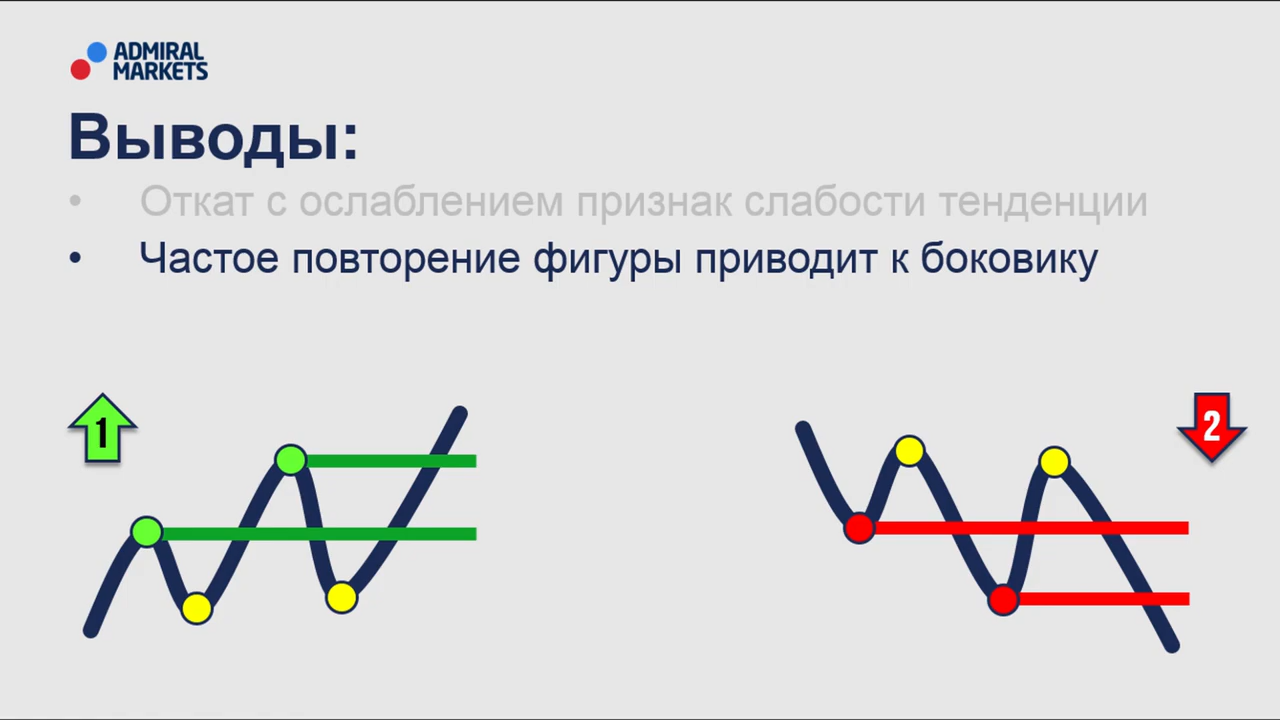 ADMIRAL
MARKETS
Выводы:
• Откат с ослаблением признак слабости тенденции
• Частое повторение фигуры приводит к боковику
1
2